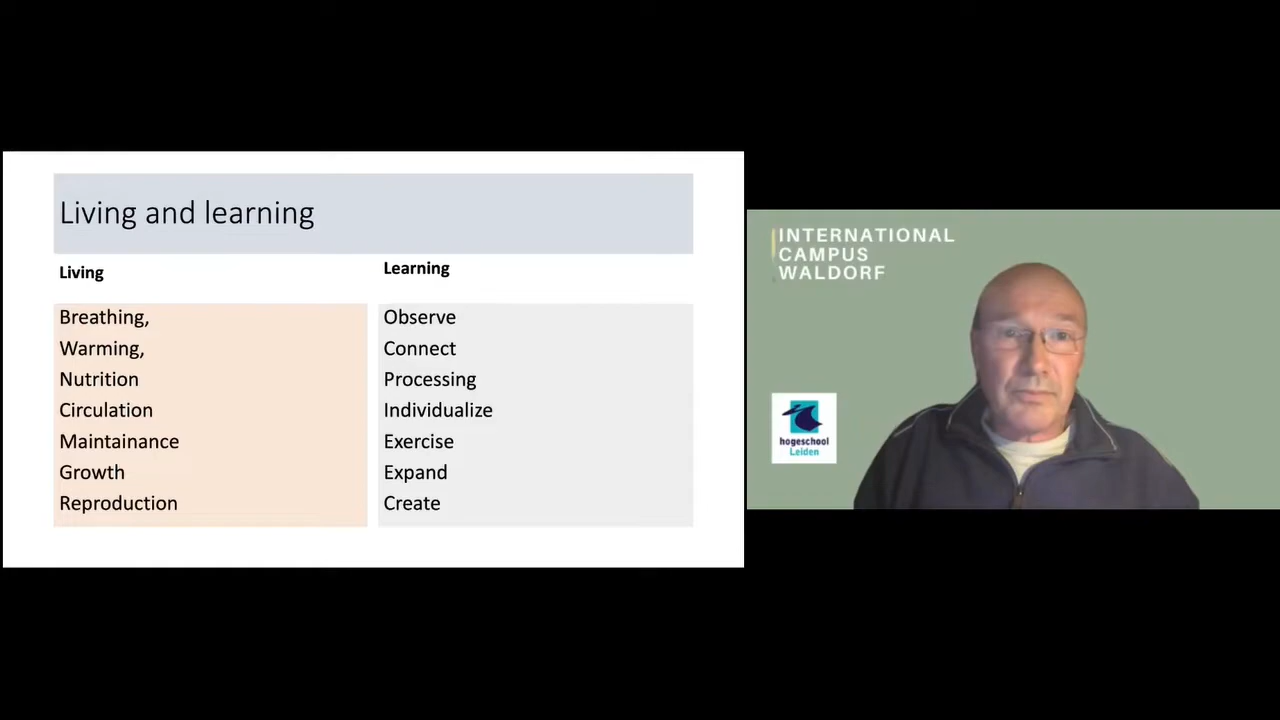 Living and learning
Living
Learning
Breathing,
Warming,
Nutrition
Circulation
Maintainance
Growth
Reproduction
Observe
Connect
Processing
Individualize
Exercise
Expand
Create
INTERNATIONAL
CAMPUS
WALDORF
hogeschool
Leiden